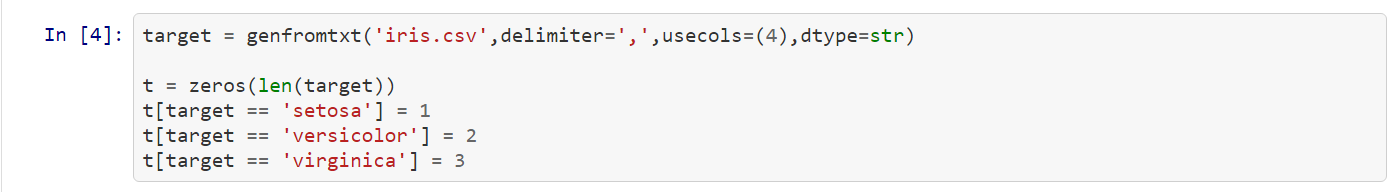 In [4]: target = genfromtxt('iris.csv',delimiter=',',usecols=(4),dtype=str)
t = zeros(len(target))
t[target == 'setosa'] = 1
t[target == 'versicolor'] = 2
t[target == 'virginica'] = 3